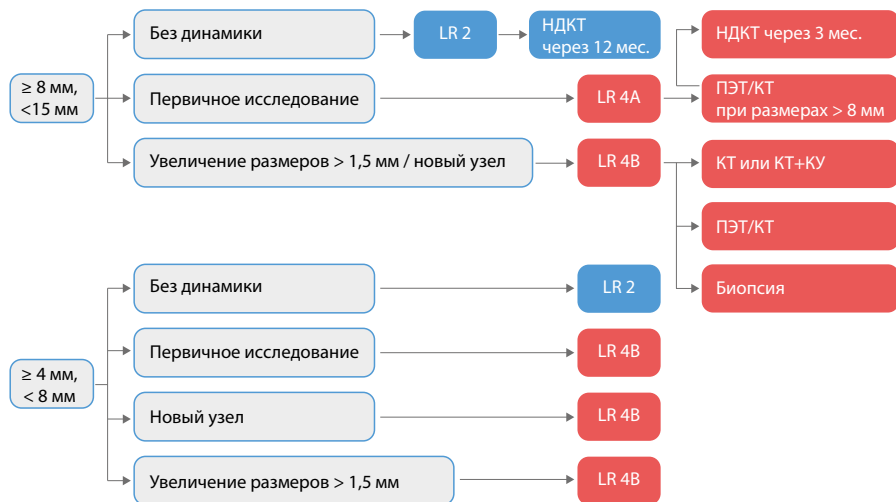 ≥ 8 мм,
<15 мм
Без динамики
LR 2
НДКТ
через 12 мес.
НДКТ через 3 мес.
Первичное исследование
LR 4A
ПЭТ/КТ
при размерах > 8 мм
Увеличение размеров > 1,5 мм / новый узел
LR 4B
КТ или КТ+КУ
ПЭТ/КТ
Биопсия
≥ 4 мм,
< 8 мм
Без динамики
LR 2
Первичное исследование
LR 4B
Новый узел
LR 4B
Увеличение размеров > 1,5 мм
LR 4B